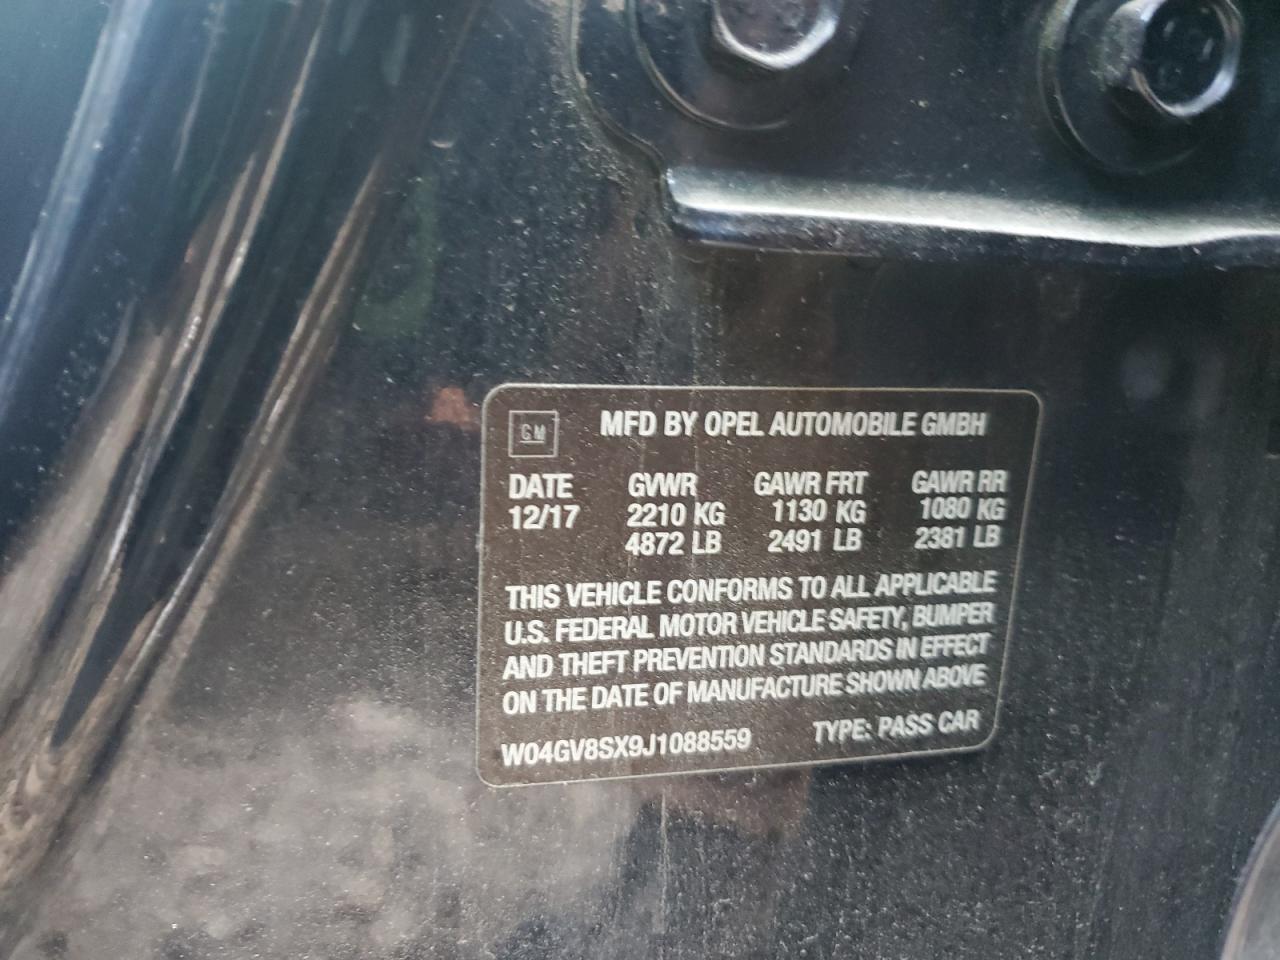 GM MFD BY OPEL AUTOMOBILE GMBH
DATE GVWR GAWR FRT GAWR RR
12/17 2210 KG 1130 KG 1080 KG
4872 LB 2491 LB 2381 LB
THIS VEHICLE CONFORMS TO ALL APPLICABLE
U.S. FEDERAL MOTOR VEHICLE SAFETY, BUMPER
AND THEFT PREVENTION STANDARDS IN EFFECT
ON THE DATE OF MANUFACTURE SHOWN ABOVE
W04GV8SX9J1088559 TYPE: PASS CAR